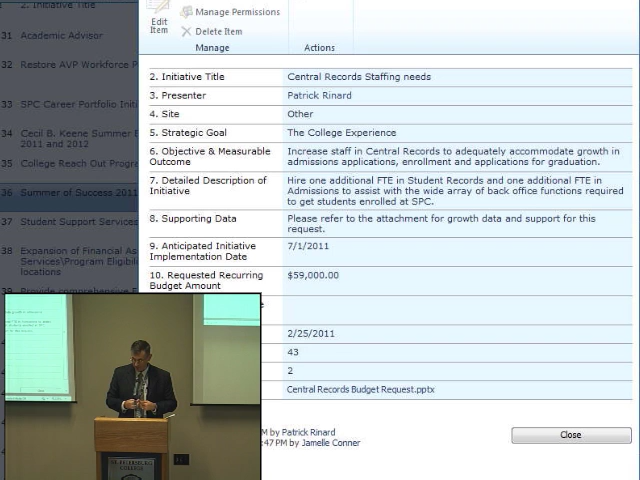 2. Initiative Title
31 Academic Advisor
32 Restore AVP Workforce P
33 SPC Career Portfolio Initi
34 Cecil B. Keene Summer B
2011 and 2012
35 College Reach Out Progra
36 Summer of Success 2011
37 Student Support Services
38 Expansion of Financial As
Services\Program Eligibili
locations
39 Provide comprehensive F
Edit
Item
Manage Permissions
Delete Item
Manage
Actions
2. Initiative Title Central Records Staffing needs
3. Presenter Patrick Rinard
4. Site Other
5. Strategic Goal The College Experience
6. Objective & Measurable Outcome Increase staff in Central Records to adequately accommodate growth in
admissions applications, enrollment and applications for graduation.
7. Detailed Description of Initiative Hire one additional FTE in Student Records and one additional FTE in
Admissions to assist with the wide array of back office functions required
to get students enrolled at SPC.
8. Supporting Data Please refer to the attachment for growth data and support for this
request.
9. Anticipated Initiative Implementation Date 7/1/2011
10. Requested Recurring Budget Amount $59,000.00
e
2/25/2011
43
2
Central Records Budget Request.pptx
M by Patrick Rinard
:47 PM by Jamelle Conner
Close
ST. PETERSBURG
COLLEGE